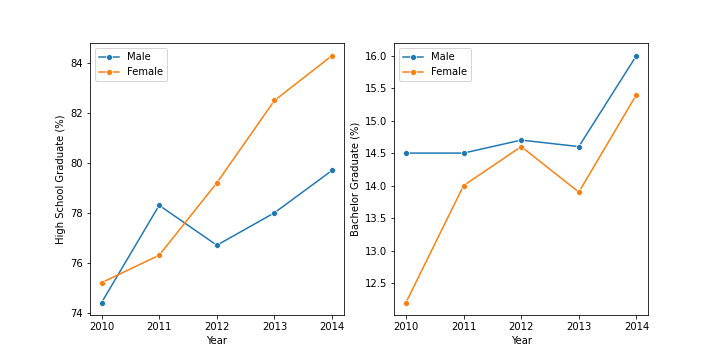 Male
Female
High School Graduate (%)
84
82
80
78
76
74
2010 2011 2012 2013 2014
Year
Male
Female
Bachelor Graduate (%)
16.0
15.5
15.0
14.5
14.0
13.5
13.0
12.5
2010 2011 2012 2013 2014
Year